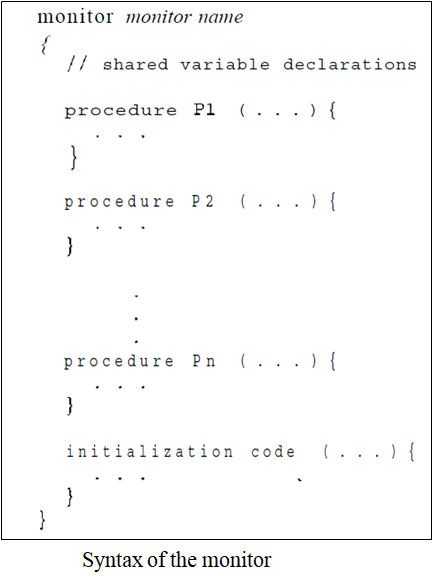 monitor monitor name
{
// shared variable declarations
procedure P1 (...) {
. . .
}
procedure P2 (...) {
. . .
}
.
.
.
procedure Pn (...) {
. . .
}
initialization code (...) {
. . .
}
}
Syntax of the monitor